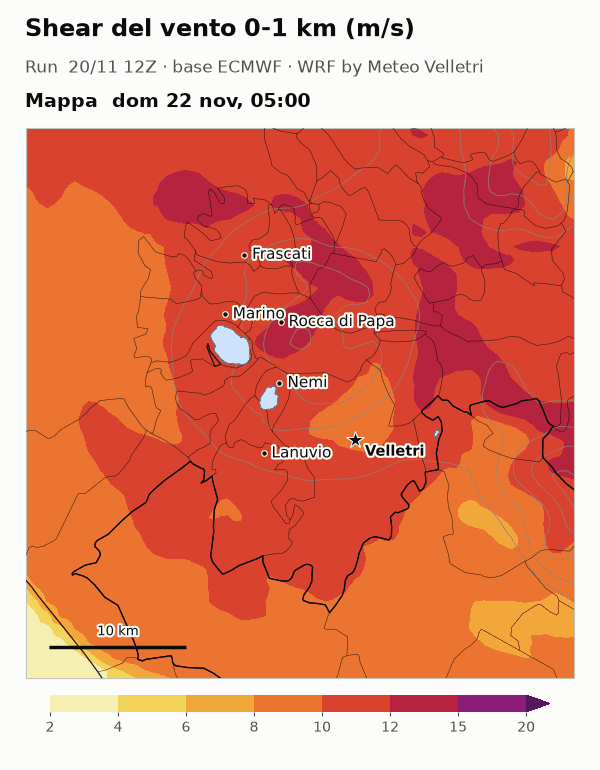 Shear del vento 0-1 km (m/s)
Run  20/11 12Z · base ECMWF · WRF by Meteo Velletri
Mappa  dom 22 nov, 05:00
Frascati
Marino
Rocca di Papa
Nemi
Velletri
Lanuvio
10 km
2 4 6 8 10 12 15 20